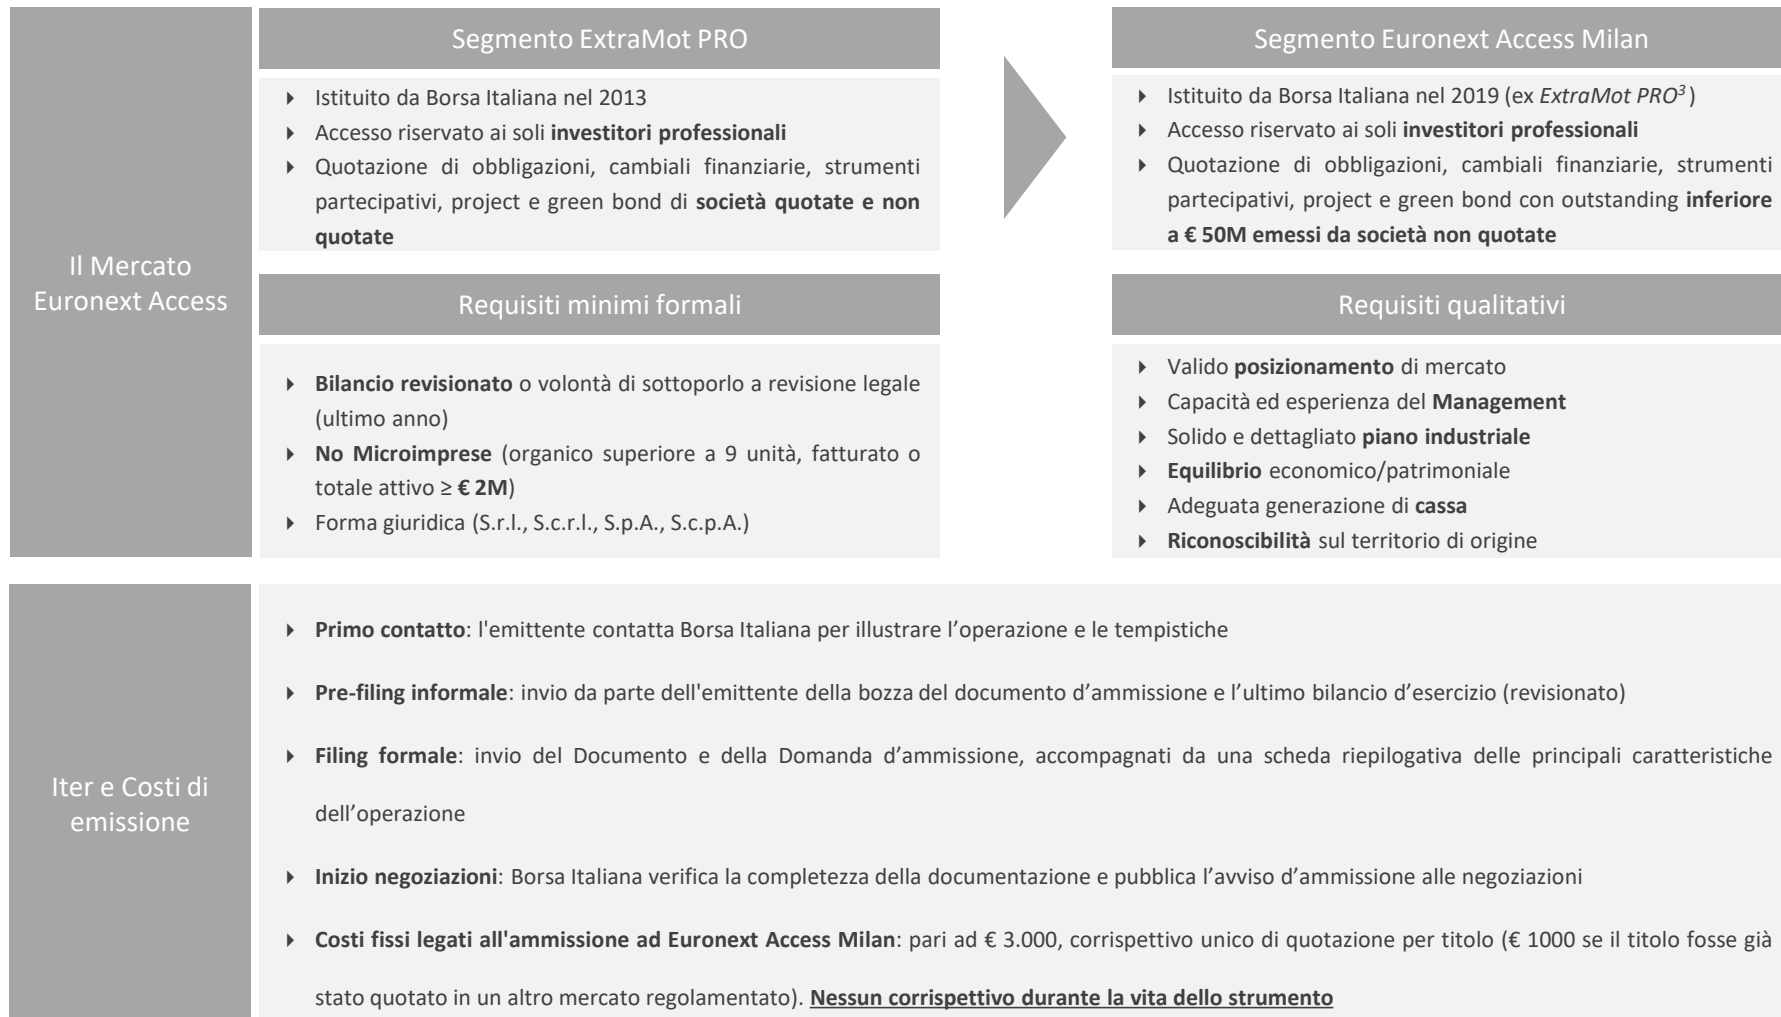 Il Mercato
Euronext Access
Segmento ExtraMot PRO
Istituito da Borsa Italiana nel 2013
Accesso riservato ai soli investitori professionali
Quotazione di obbligazioni, cambiali finanziarie, strumenti
partecipativi, project e green bond di società quotate e non
quotate
Segmento Euronext Access Milan
Istituito da Borsa Italiana nel 2019 (ex ExtraMot PRO³)
Accesso riservato ai soli investitori professionali
Quotazione di obbligazioni, cambiali finanziarie, strumenti
partecipativi, project e green bond con outstanding inferiore
a € 50M emessi da società non quotate
Requisiti minimi formali
Bilancio revisionato o volontà di sottoporlo a revisione legale
(ultimo anno)
No Microimprese (organico superiore a 9 unità, fatturato o
totale attivo ≥ € 2M)
Forma giuridica (S.r.l., S.c.r.l., S.p.A., S.c.p.A.)
Requisiti qualitativi
Valido posizionamento di mercato
Capacità ed esperienza del Management
Solido e dettagliato piano industriale
Equilibrio economico/patrimoniale
Adeguata generazione di cassa
Riconoscibilità sul territorio di origine
Iter e Costi di
emissione
Primo contatto: l'emittente contatta Borsa Italiana per illustrare l’operazione e le tempistiche
Pre-filing informale: invio da parte dell'emittente della bozza del documento d’ammissione e l’ultimo bilancio d’esercizio (revisionato)
Filing formale: invio del Documento e della Domanda d’ammissione, accompagnati da una scheda riepilogativa delle principali caratteristiche
dell’operazione
Inizio negoziazioni: Borsa Italiana verifica la completezza della documentazione e pubblica l’avviso d’ammissione alle negoziazioni
Costi fissi legati all'ammissione ad Euronext Access Milan: pari ad € 3.000, corrispettivo unico di quotazione per titolo (€ 1000 se il titolo fosse già
stato quotato in un altro mercato regolamentato). Nessun corrispettivo durante la vita dello strumento